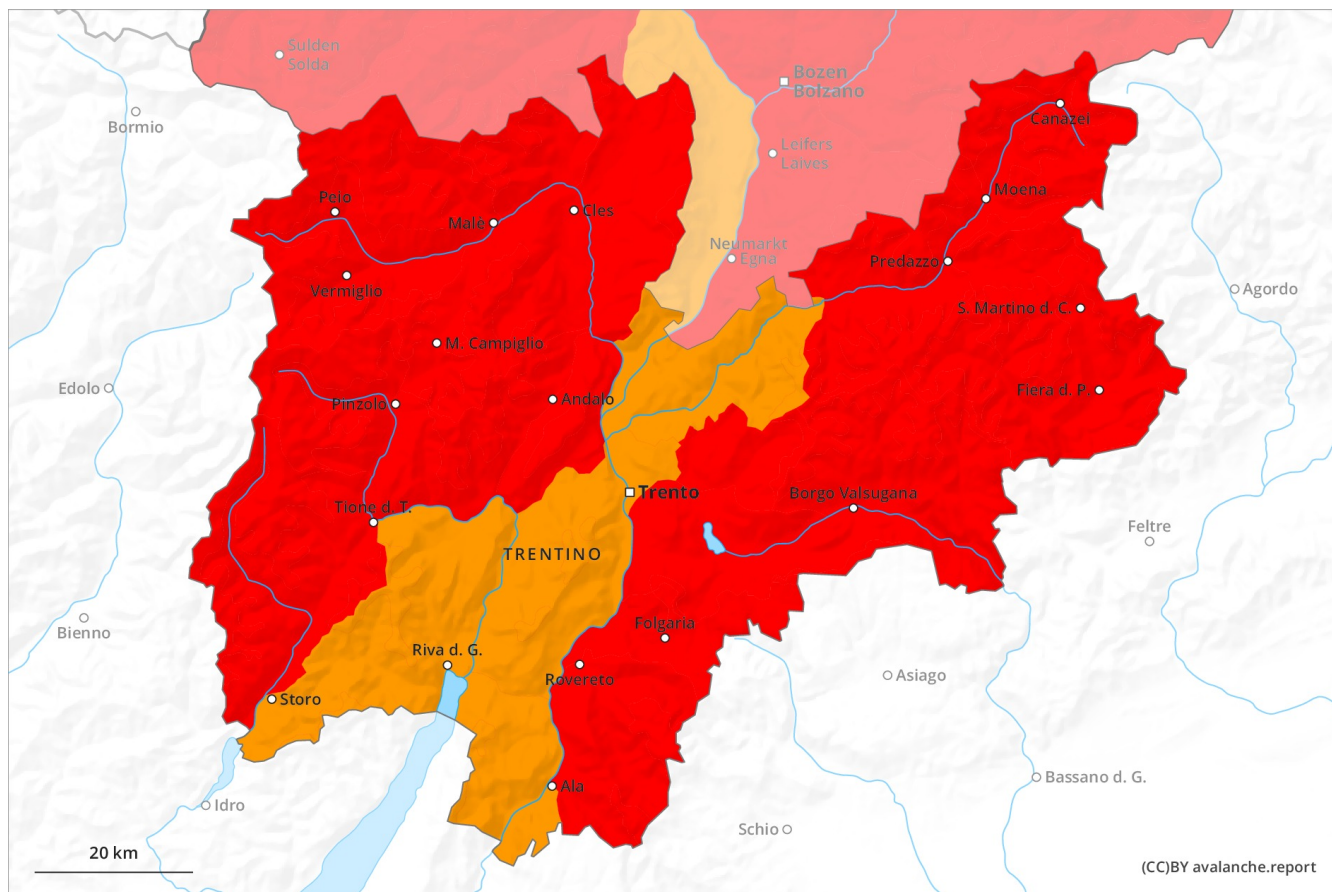 Sulden
Solda
Bozen
Bolzano
Bormio
Canazei
Leifers
Laives
Pejo
Moena
Malè
Cles
Neumarkt
Egna
Predazzo
Vermiglio
Agordo
S. Martino d. C.
M. Campiglio
Edolo
Pinzolo
Andalo
Fiera d. P.
Trento
Borgo Valsugana
Tione d. T.
Feltre
TRENTINO
Bienno
Folgaria
Riva d. G.
Asiago
Rovereto
Storo
Bassano d. G.
Ala
Idro
Schio
20 km
(CC)BY avalanche.report